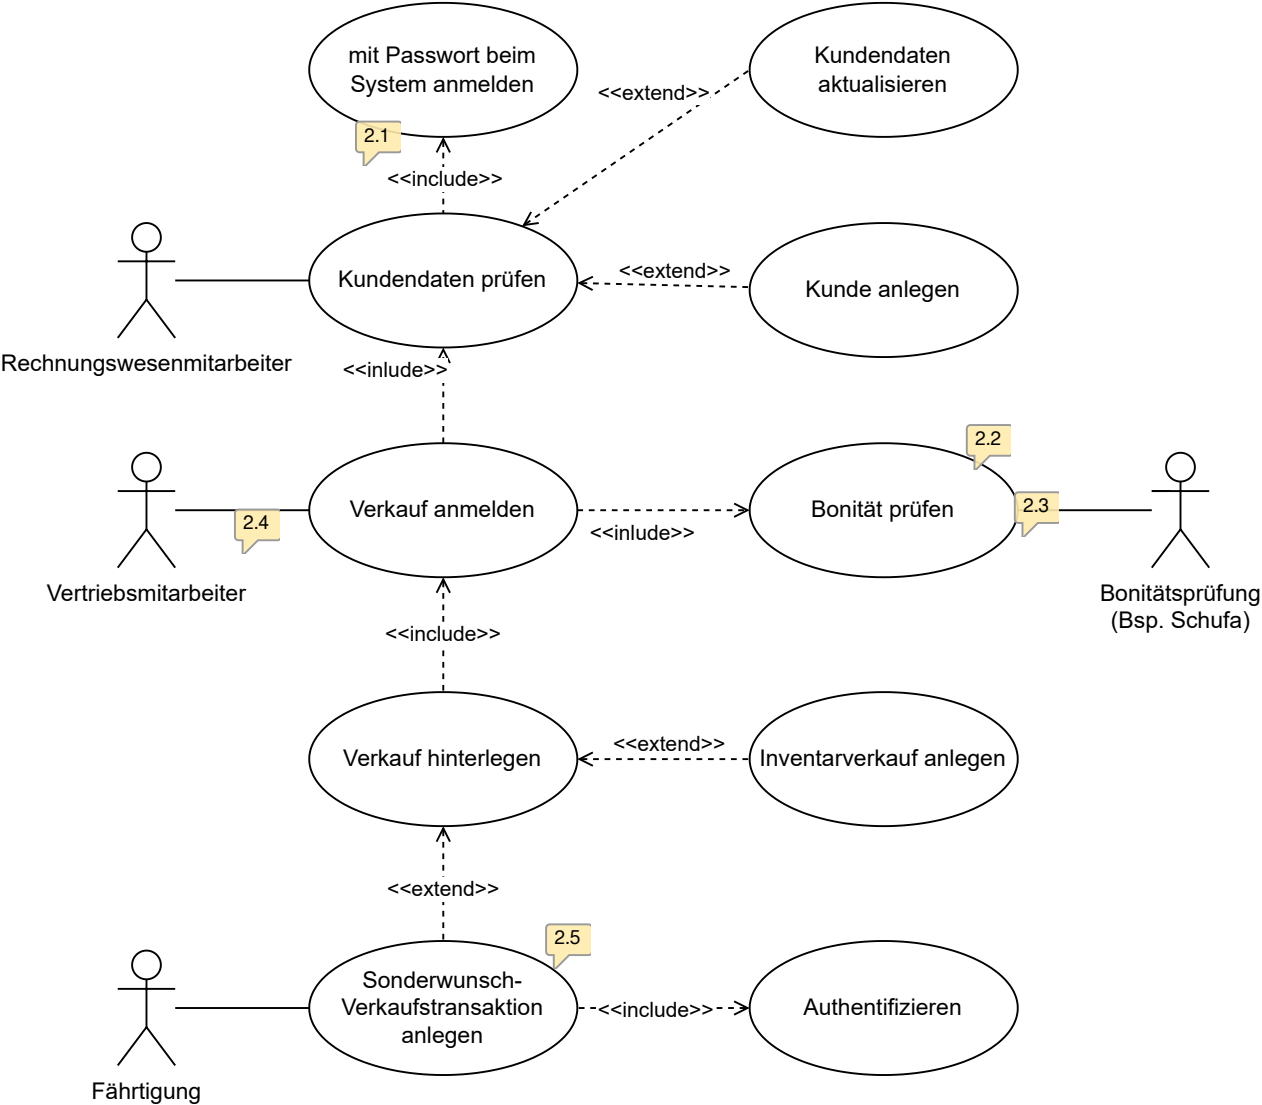 mit Passwort beim
System anmelden
Kundendaten
aktualisieren
<<extend>>
2.1
<<include>>
Kundendaten prüfen
<<extend>>
Kunde anlegen
Rechnungswesenmitarbeiter
<<inlude>>
2.2
2.3
Verkauf anmelden
Bonität prüfen
2.4
<<inlude>>
Vertriebsmitarbeiter
Bonitätsprüfung
(Bsp. Schufa)
<<include>>
<<extend>>
Verkauf hinterlegen
Inventarverkauf anlegen
<<extend>>
2.5
Sonderwunsch-
Verkaufstransaktion
anlegen
<<include>>
Authentifizieren
Fährtigung